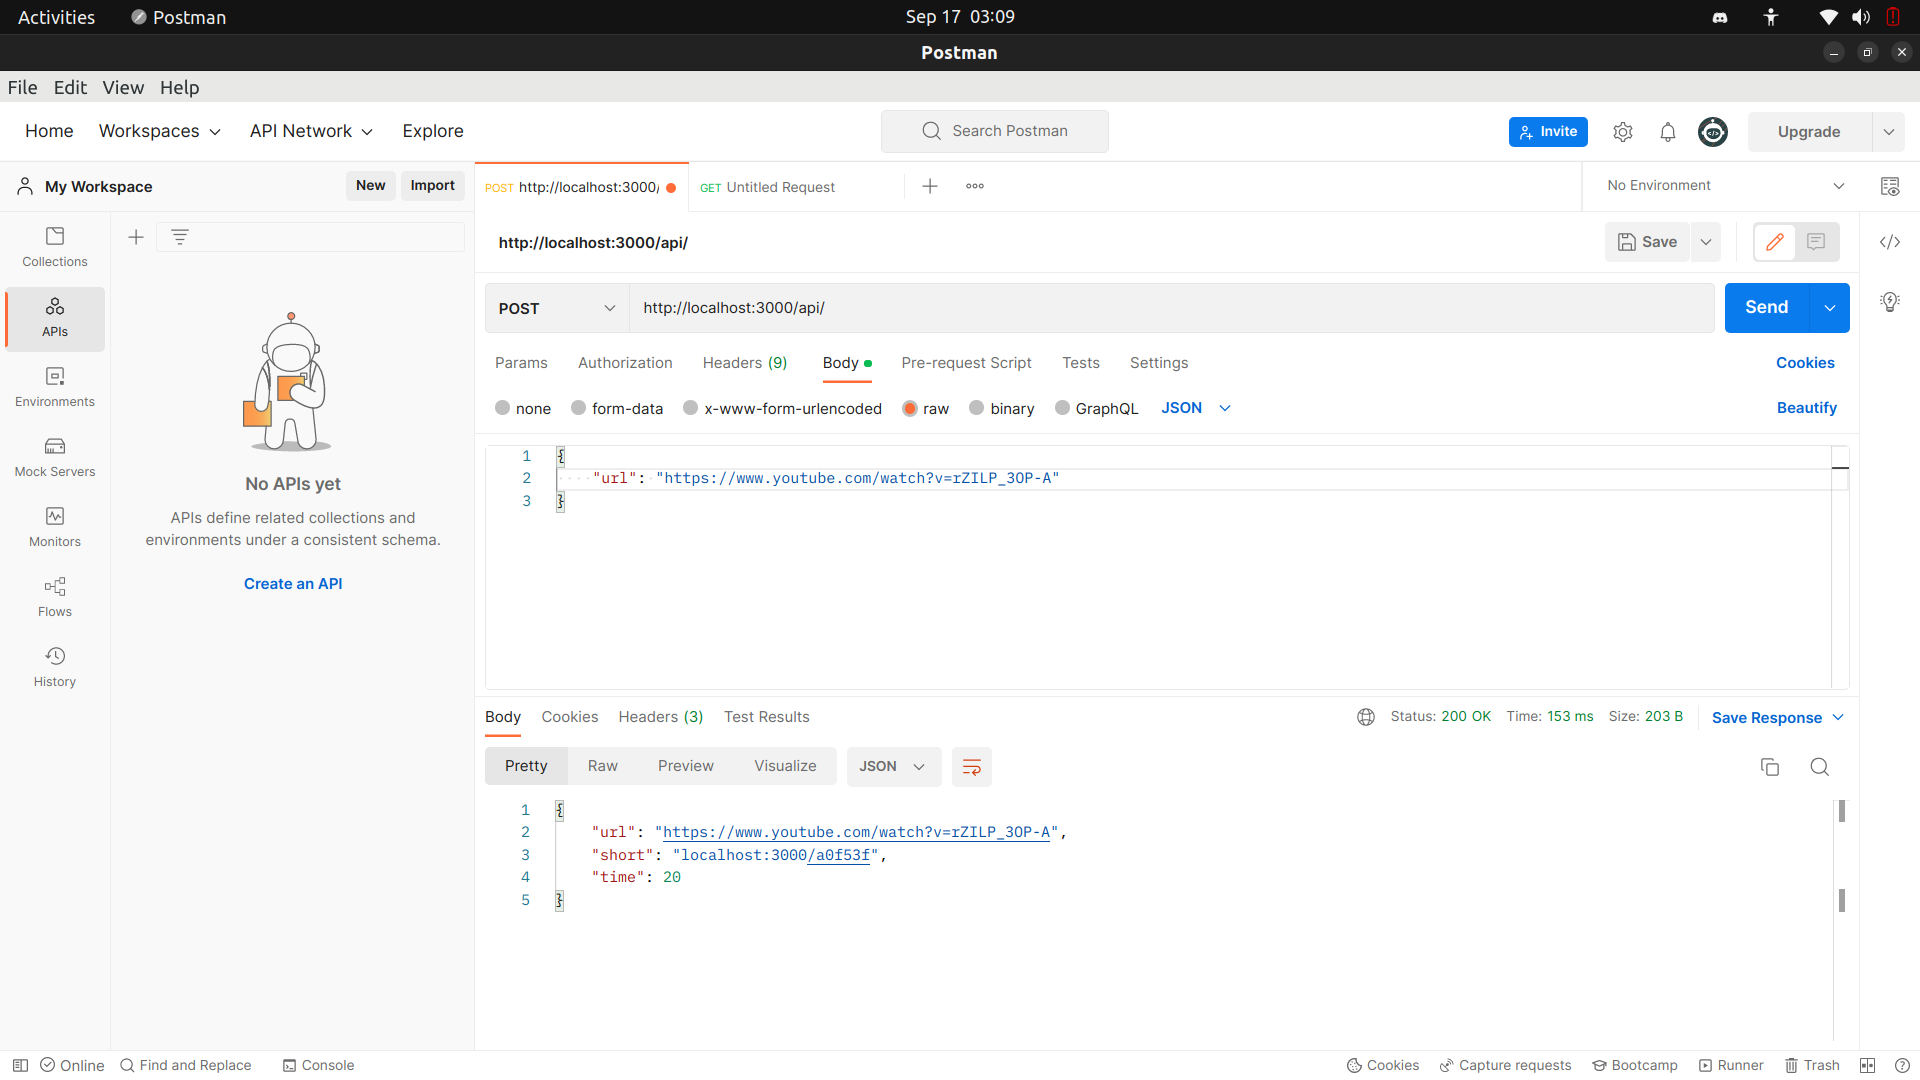 Activities Postman Sep 17 03:09
Postman
File Edit View Help
Home Workspaces API Network Explore Search Postman Invite Upgrade
My Workspace New Import POST http://localhost:3000/ GET Untitled Request No Environment
Collections
http://localhost:3000/api/ Save
APIs
POST http://localhost:3000/api/ Send
Params Authorization Headers (9) Body Pre-request Script Tests Settings Cookies
Environments
none form-data x-www-form-urlencoded raw binary GraphQL JSON Beautify
Mock Servers
1 {
2 "url": "https://www.youtube.com/watch?v=rZILP_3OP-A"
3 }
No APIs yet
APIs define related collections and
environments under a consistent schema.
Create an API
Monitors
Flows
History
Body Cookies Headers (3) Test Results Status: 200 OK Time: 153 ms Size: 203 B Save Response
Pretty Raw Preview Visualize JSON
1 {
2 "url": "https://www.youtube.com/watch?v=rZILP_3OP-A",
3 "short": "localhost:3000/a0f53f",
4 "time": 20
5 }
Online Find and Replace Console Cookies Capture requests Bootcamp Runner Trash